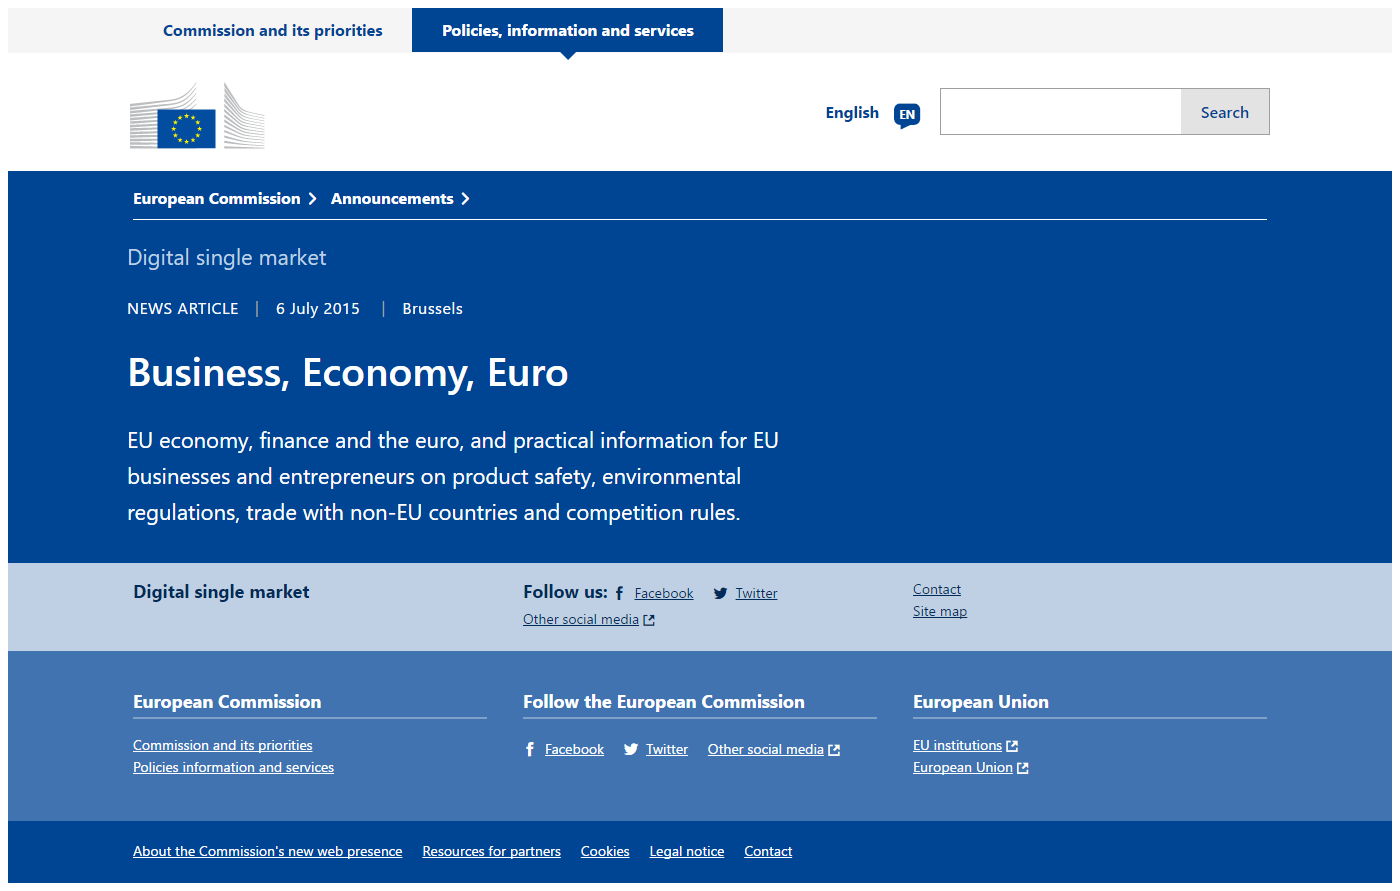 Commission and its priorities
Policies, information and services
English EN
Search
European Commission Announcements
Digital single market
NEWS ARTICLE | 6 July 2015 | Brussels
Business, Economy, Euro
EU economy, finance and the euro, and practical information for EU
businesses and entrepreneurs on product safety, environmental
regulations, trade with non-EU countries and competition rules.
Digital single market
Follow us: Facebook Twitter
Other social media
Contact
Site map
European Commission
Commission and its priorities
Policies information and services
Follow the European Commission
Facebook Twitter Other social media
European Union
EU institutions
European Union
About the Commission's new web presence Resources for partners Cookies Legal notice Contact